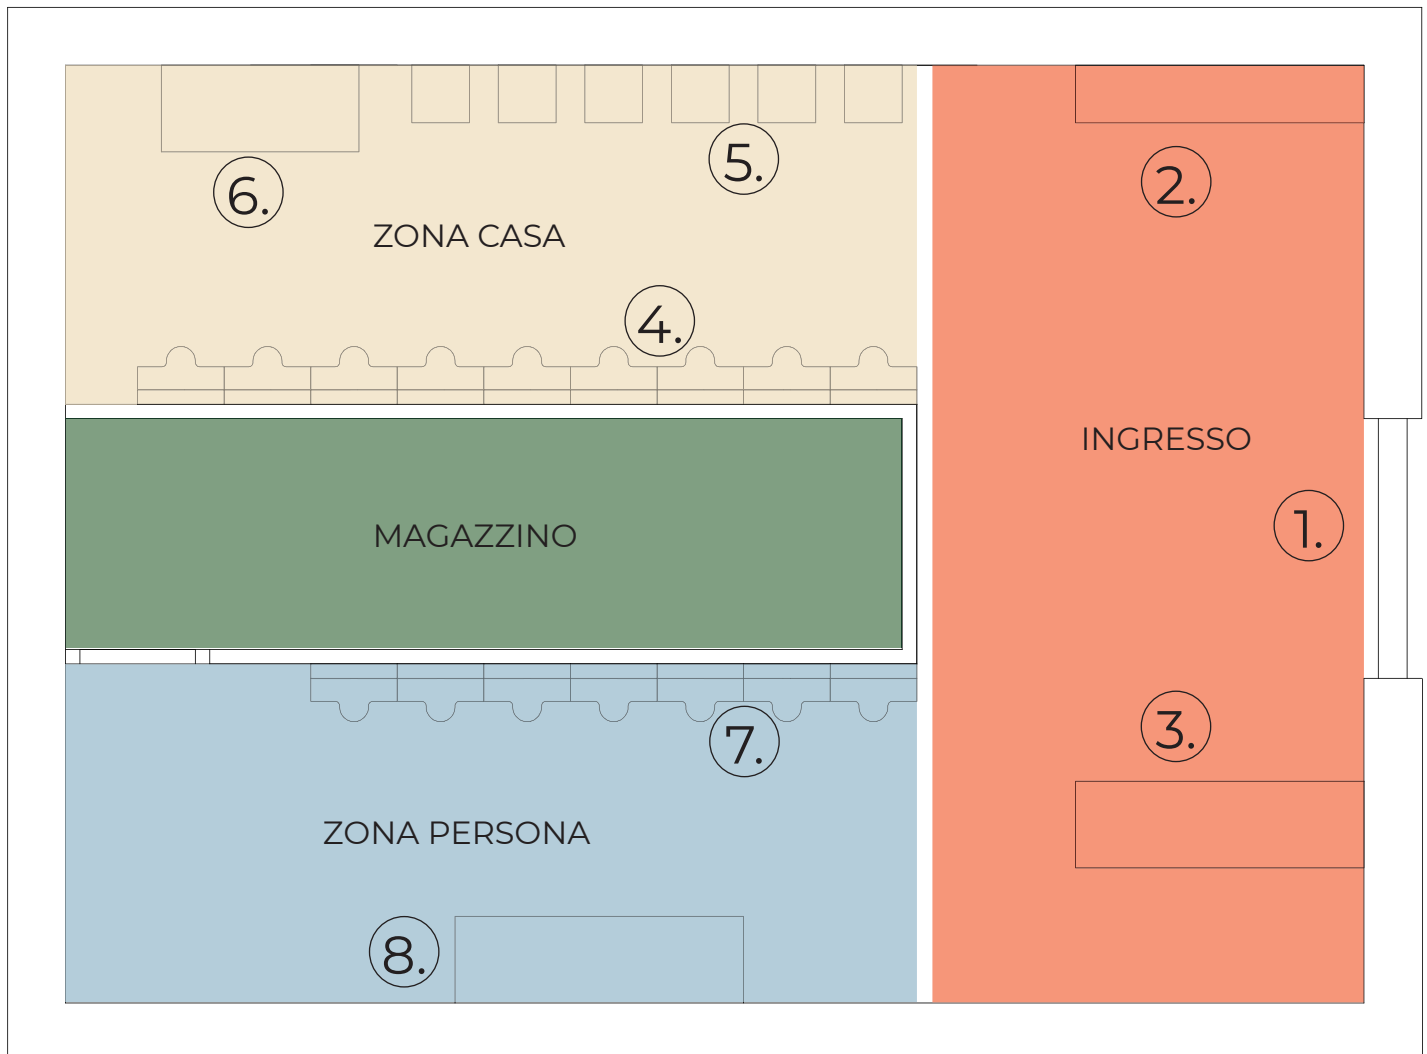 5.
2.
6.
ZONA CASA
4.
INGRESSO
MAGAZZINO
1.
3.
7.
ZONA PERSONA
8.